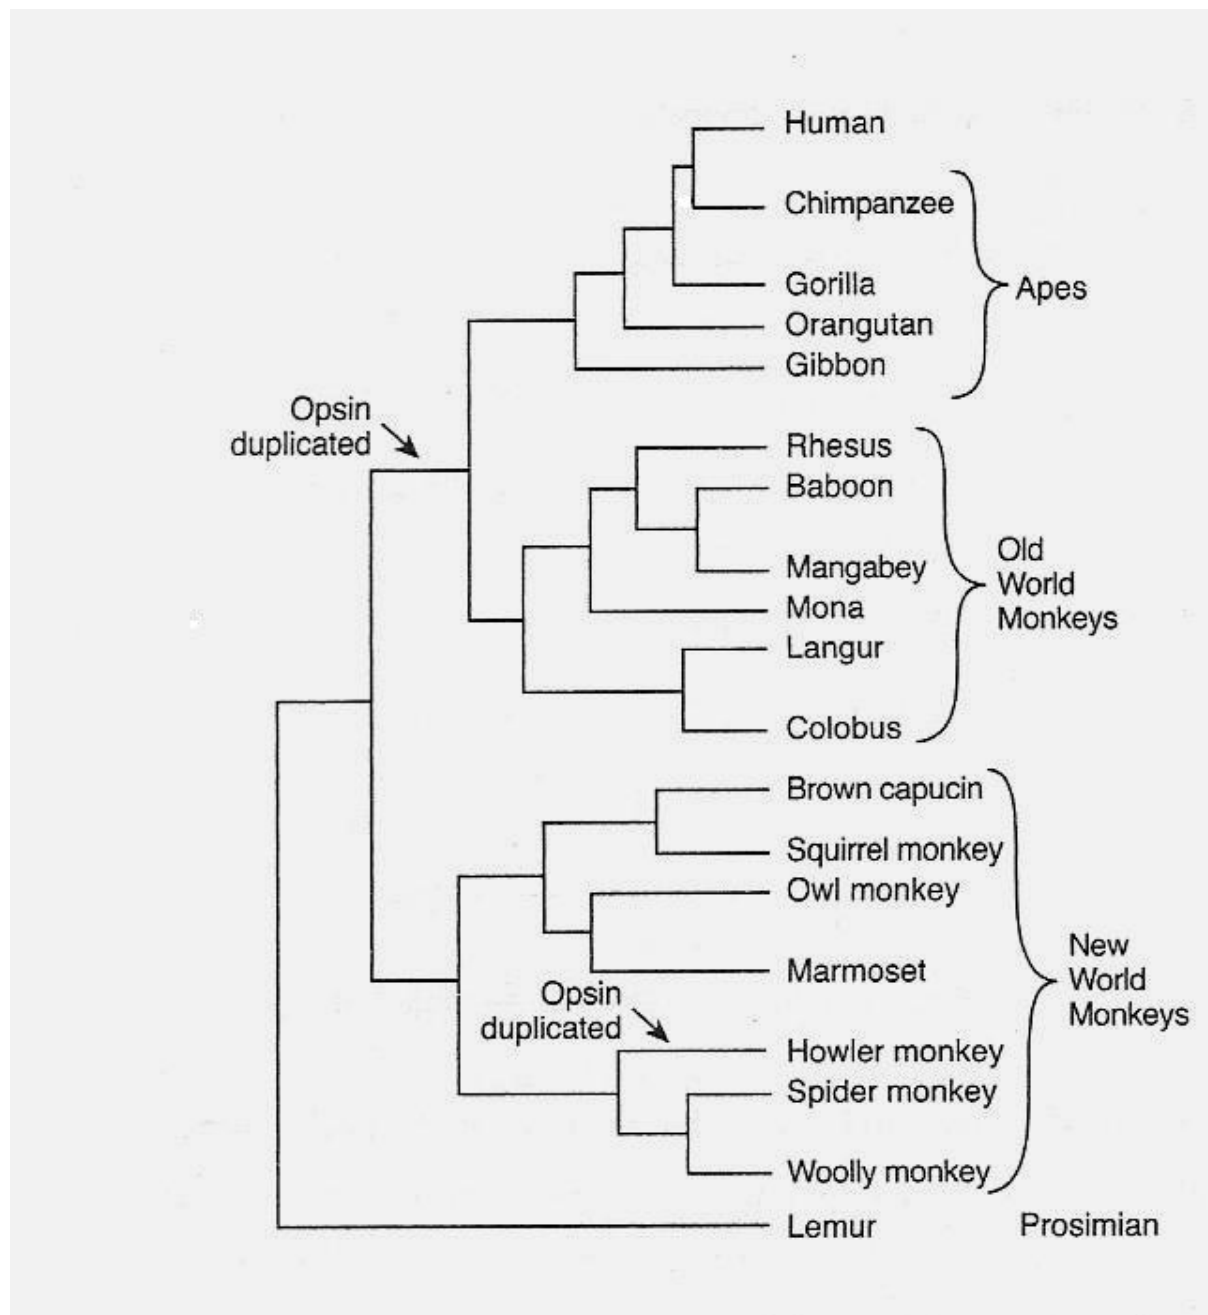 Human
Chimpanzee
Gorilla
Apes
Orangutan
Gibbon
Opsin
duplicated
Rhesus
Baboon
Mangabey
Mona
Langur
Colobus
Old
World
Monkeys
Brown capucin
Squirrel monkey
Owl monkey
Marmoset
New
World
Monkeys
Opsin
duplicated
Howler monkey
Spider monkey
Woolly monkey
Lemur
Prosimian